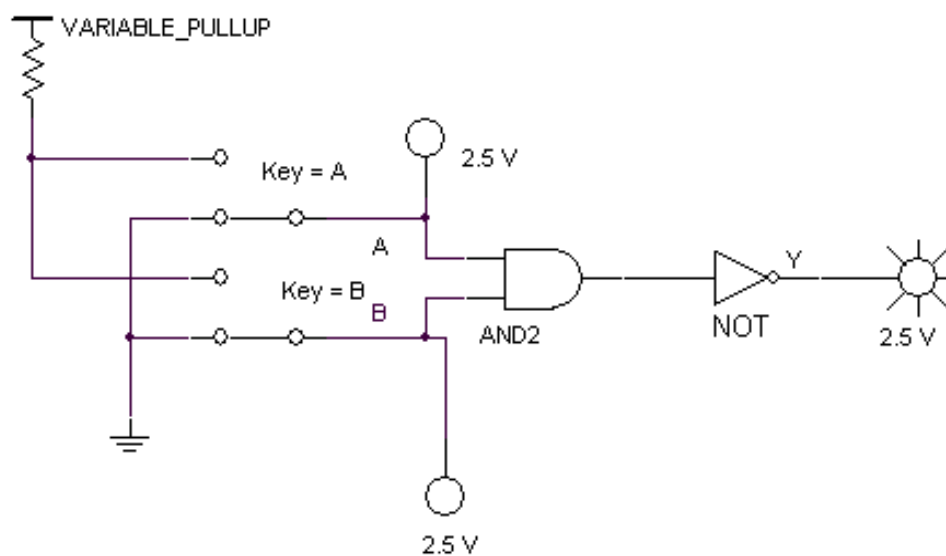 VARIABLE_PULLUP
Key = A
2.5 V
A
Key = B
B
AND2
Y
NOT
2.5 V
2.5 V